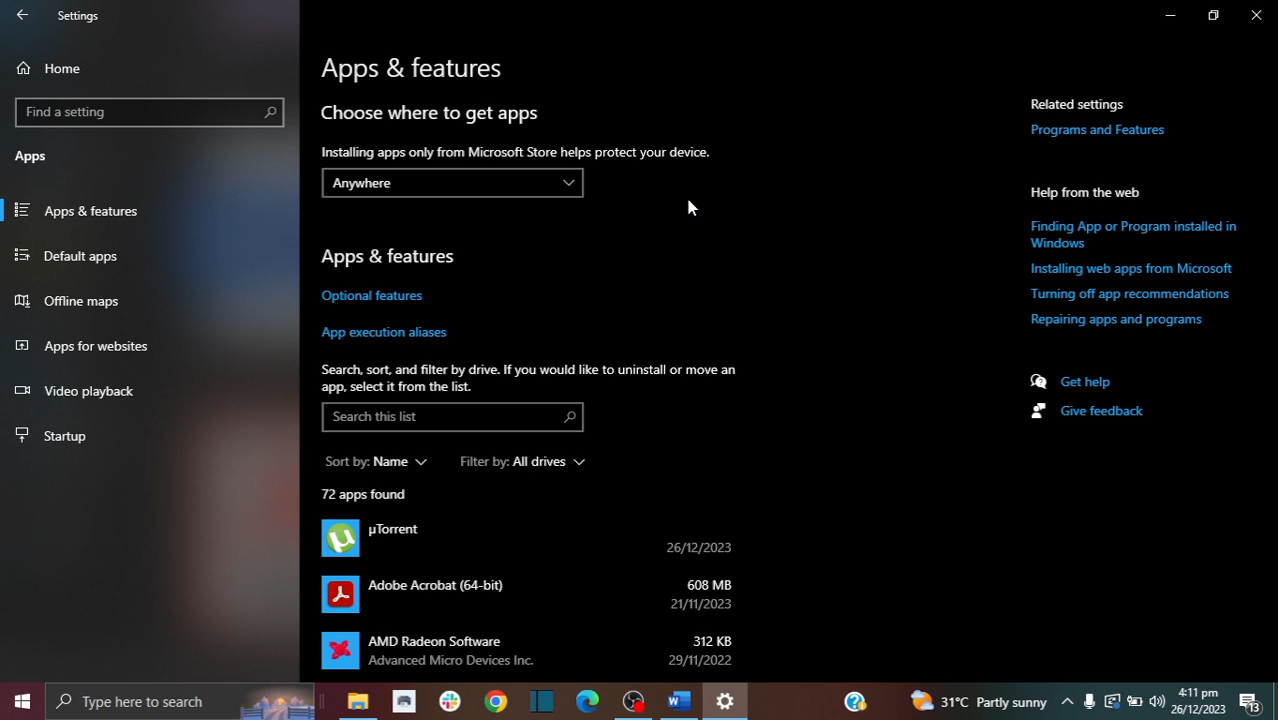 Settings
Home
Find a setting
Apps
Apps & features
Default apps
Offline maps
Apps for websites
Video playback
Startup
Apps & features
Choose where to get apps
Installing apps only from Microsoft Store helps protect your device.
Anywhere
Apps & features
Optional features
App execution aliases
Search, sort, and filter by drive. If you would like to uninstall or move an
app, select it from the list.
Search this list
Sort by: Name Filter by: All drives
72 apps found
µTorrent
26/12/2023
Adobe Acrobat (64-bit) 608 MB
21/11/2023
AMD Radeon Software 312 KB
Advanced Micro Devices Inc. 29/11/2022
Related settings
Programs and Features
Help from the web
Finding App or Program installed in
Windows
Installing web apps from Microsoft
Turning off app recommendations
Repairing apps and programs
Get help
Give feedback
Type here to search
31°C Partly sunny
4:11 pm
26/12/2023
13